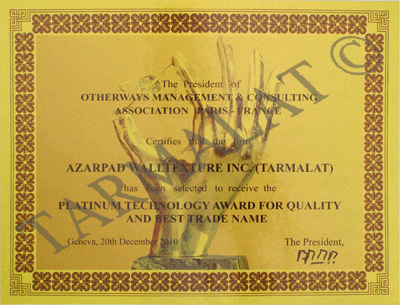 The President of
OTHERWAYS MANAGEMENT & CONSULTING
ASSOCIATION PARIS - FRANCE
Certifies that the firm
AZARPAD WALLTEXTURE INC. (TARMALAT)
has been selected to receive the
PLATINUM TECHNOLOGY AWARD FOR QUALITY
AND BEST TRADE NAME
Geneva, 20th December 2010
The President,
TARMALAT ©
TARMALAT